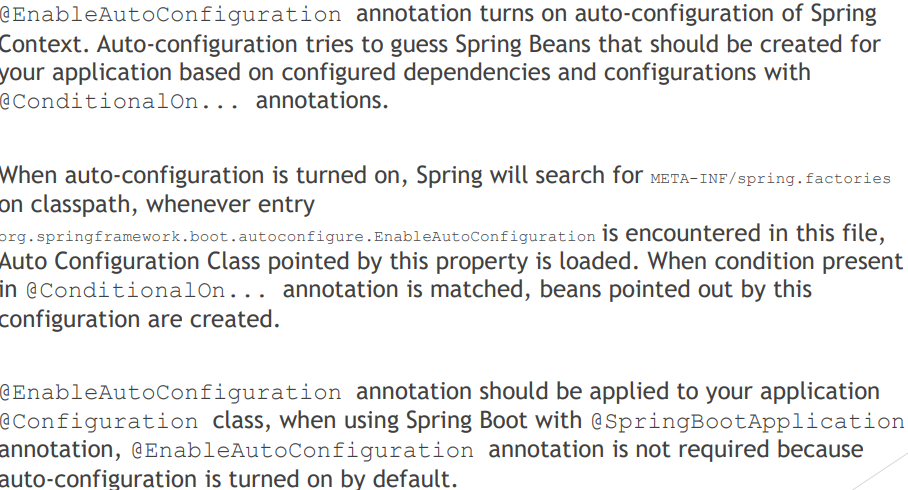 @EnableAutoConfiguration annotation turns on auto-configuration of Spring
Context. Auto-configuration tries to guess Spring Beans that should be created for
your application based on configured dependencies and configurations with
@ConditionalOn... annotations.
When auto-configuration is turned on, Spring will search for META-INF/spring.factories
on classpath, whenever entry
org.springframework.boot.autoconfigure.EnableAutoConfiguration is encountered in this file,
Auto Configuration Class pointed by this property is loaded. When condition present
in @ConditionalOn... annotation is matched, beans pointed out by this
configuration are created.
@EnableAutoConfiguration annotation should be applied to your application
@Configuration class, when using Spring Boot with @SpringBootApplication
annotation, @EnableAutoConfiguration annotation is not required because
auto-configuration is turned on by default.